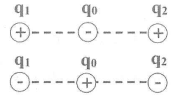 q1 q0 q2
+ - +
q1 q0 q2
- + -